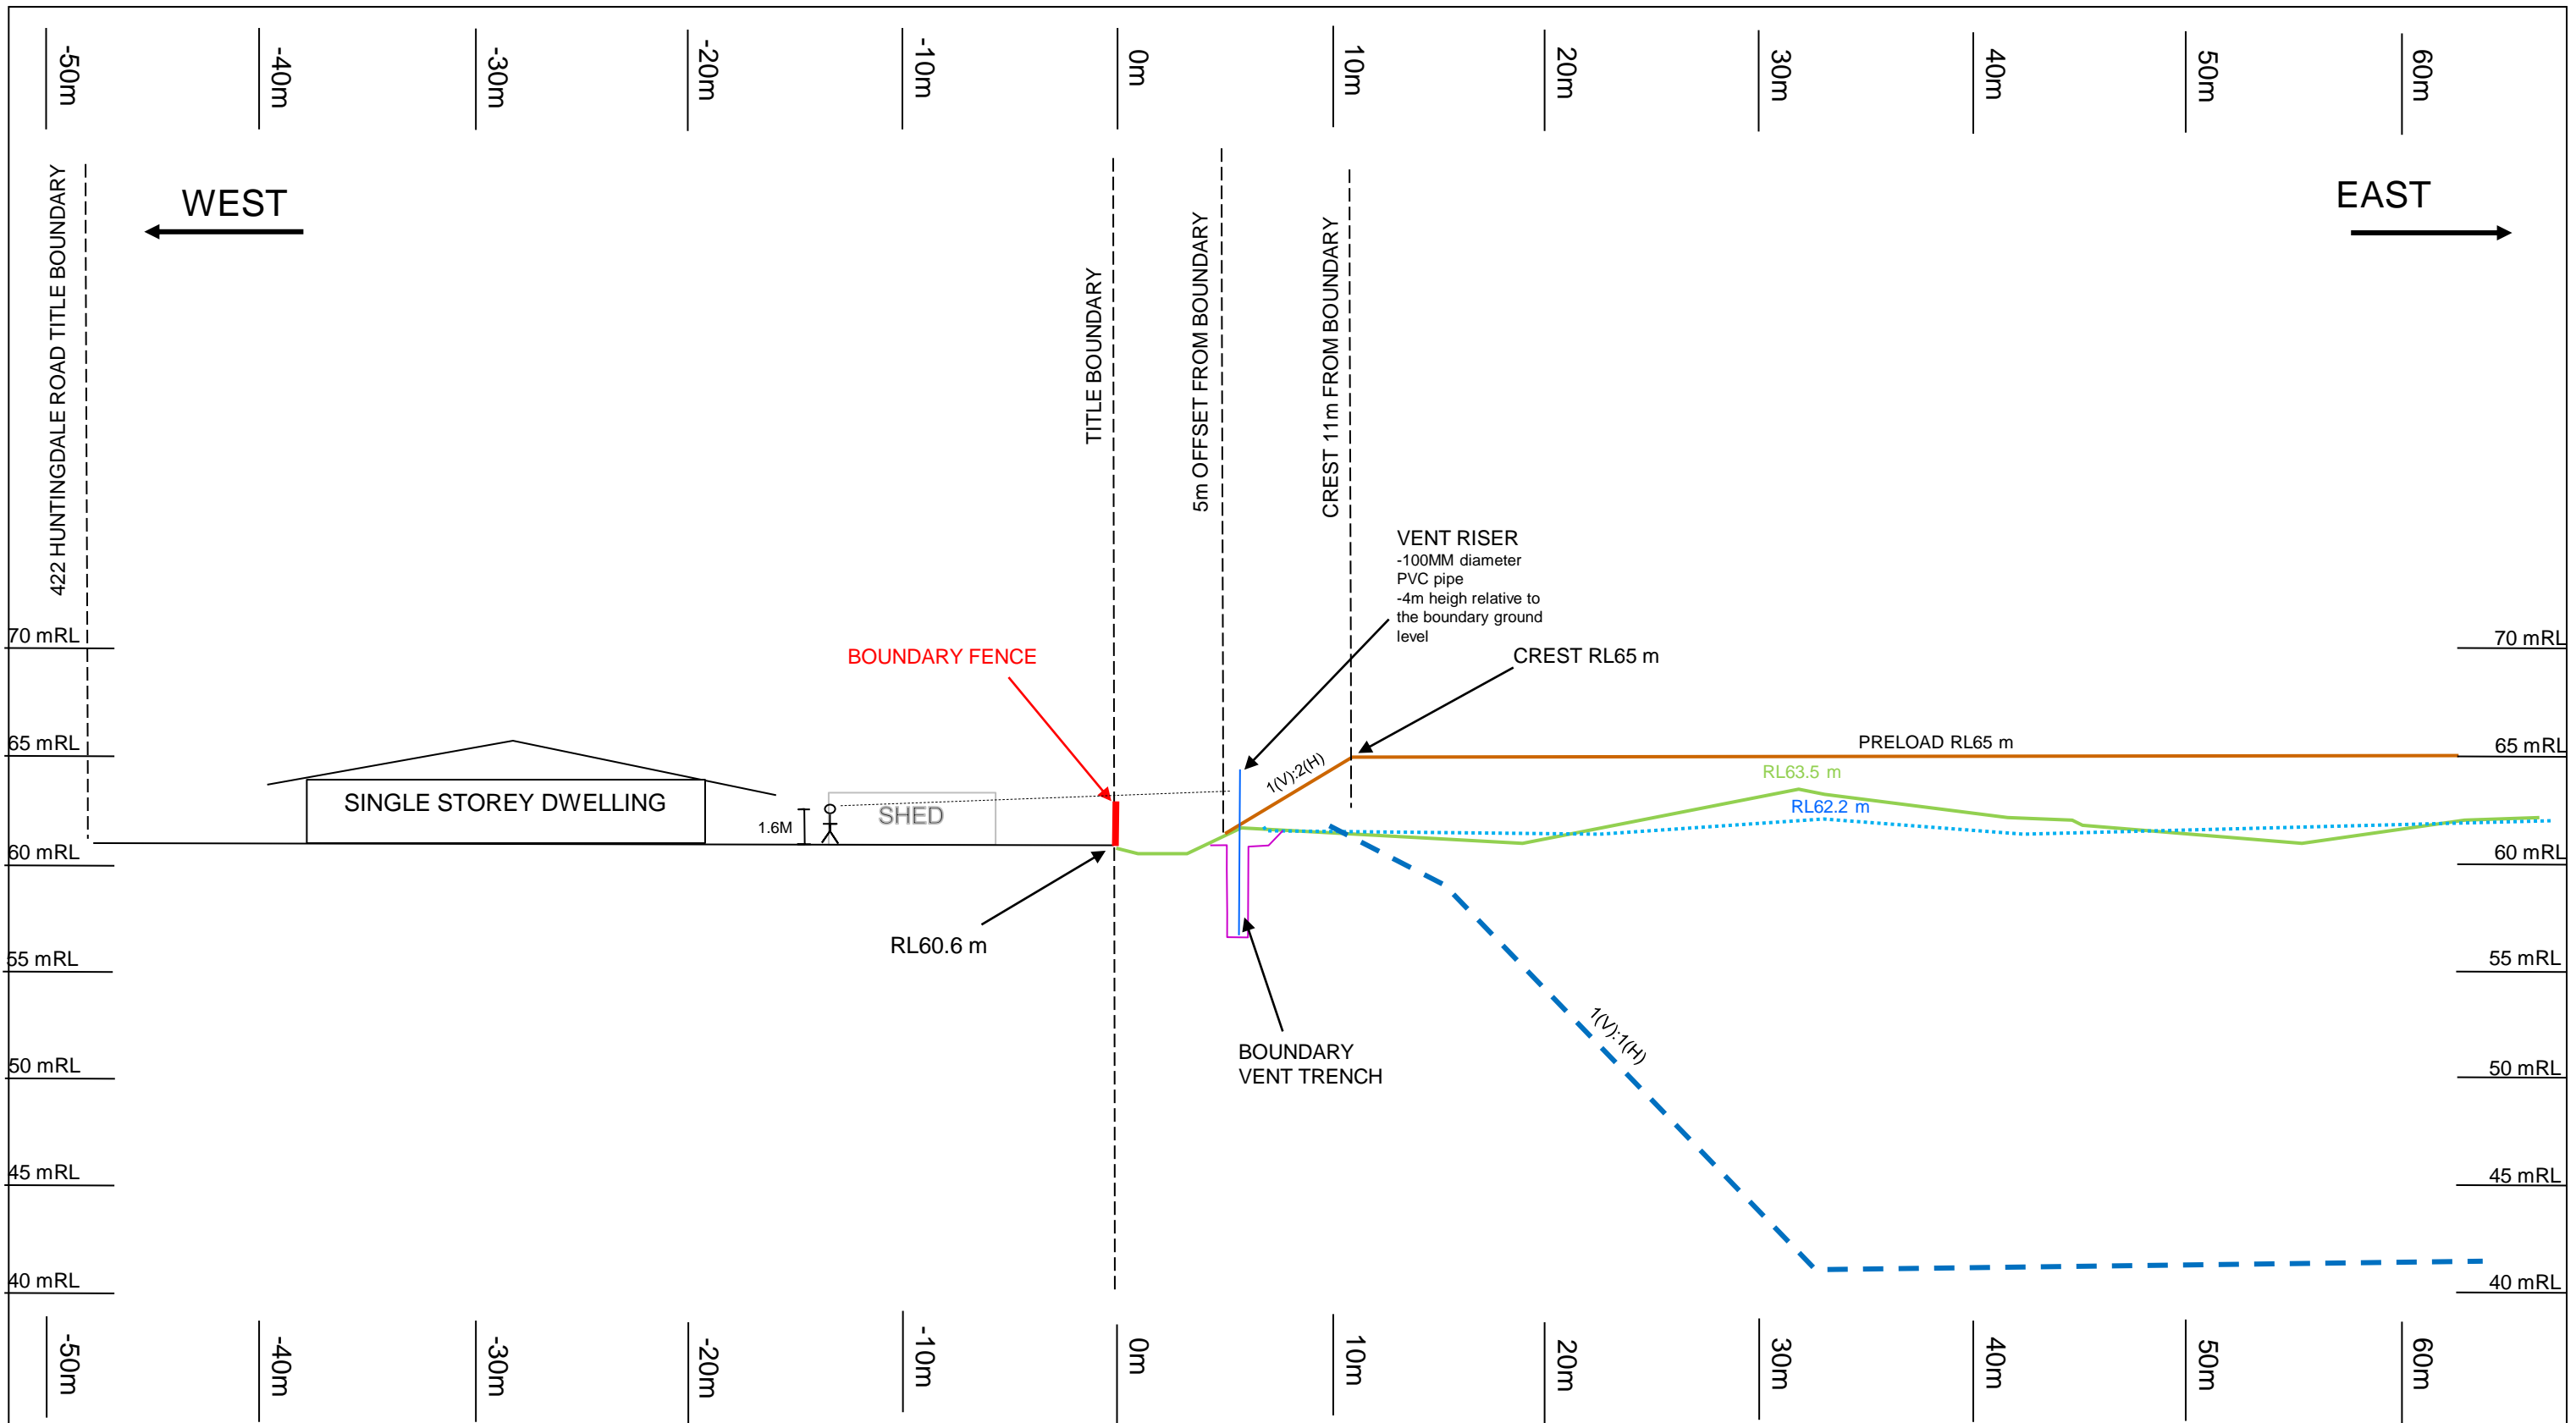 -50m
-40m
-30m
-20m
-10m
0m
10m
20m
30m
40m
50m
60m
WEST
EAST
422 HUNTINGDALE ROAD TITLE BOUNDARY
TITLE BOUNDARY
5m OFFSET FROM BOUNDARY
CREST 11m FROM BOUNDARY
VENT RISER
-100MM diameter
PVC pipe
-4m heigh relative to
the boundary ground
level
70 mRL
70 mRL
BOUNDARY FENCE
CREST RL65 m
65 mRL
PRELOAD RL65 m
65 mRL
1(V):2(H)
RL63.5 m
SINGLE STOREY DWELLING
RL62.2 m
1.6M
SHED
60 mRL
60 mRL
RL60.6 m
55 mRL
55 mRL
1(V):1(H)
BOUNDARY
VENT TRENCH
50 mRL
50 mRL
45 mRL
45 mRL
40 mRL
40 mRL
-50m
-40m
-30m
-20m
-10m
0m
10m
20m
30m
40m
50m
60m